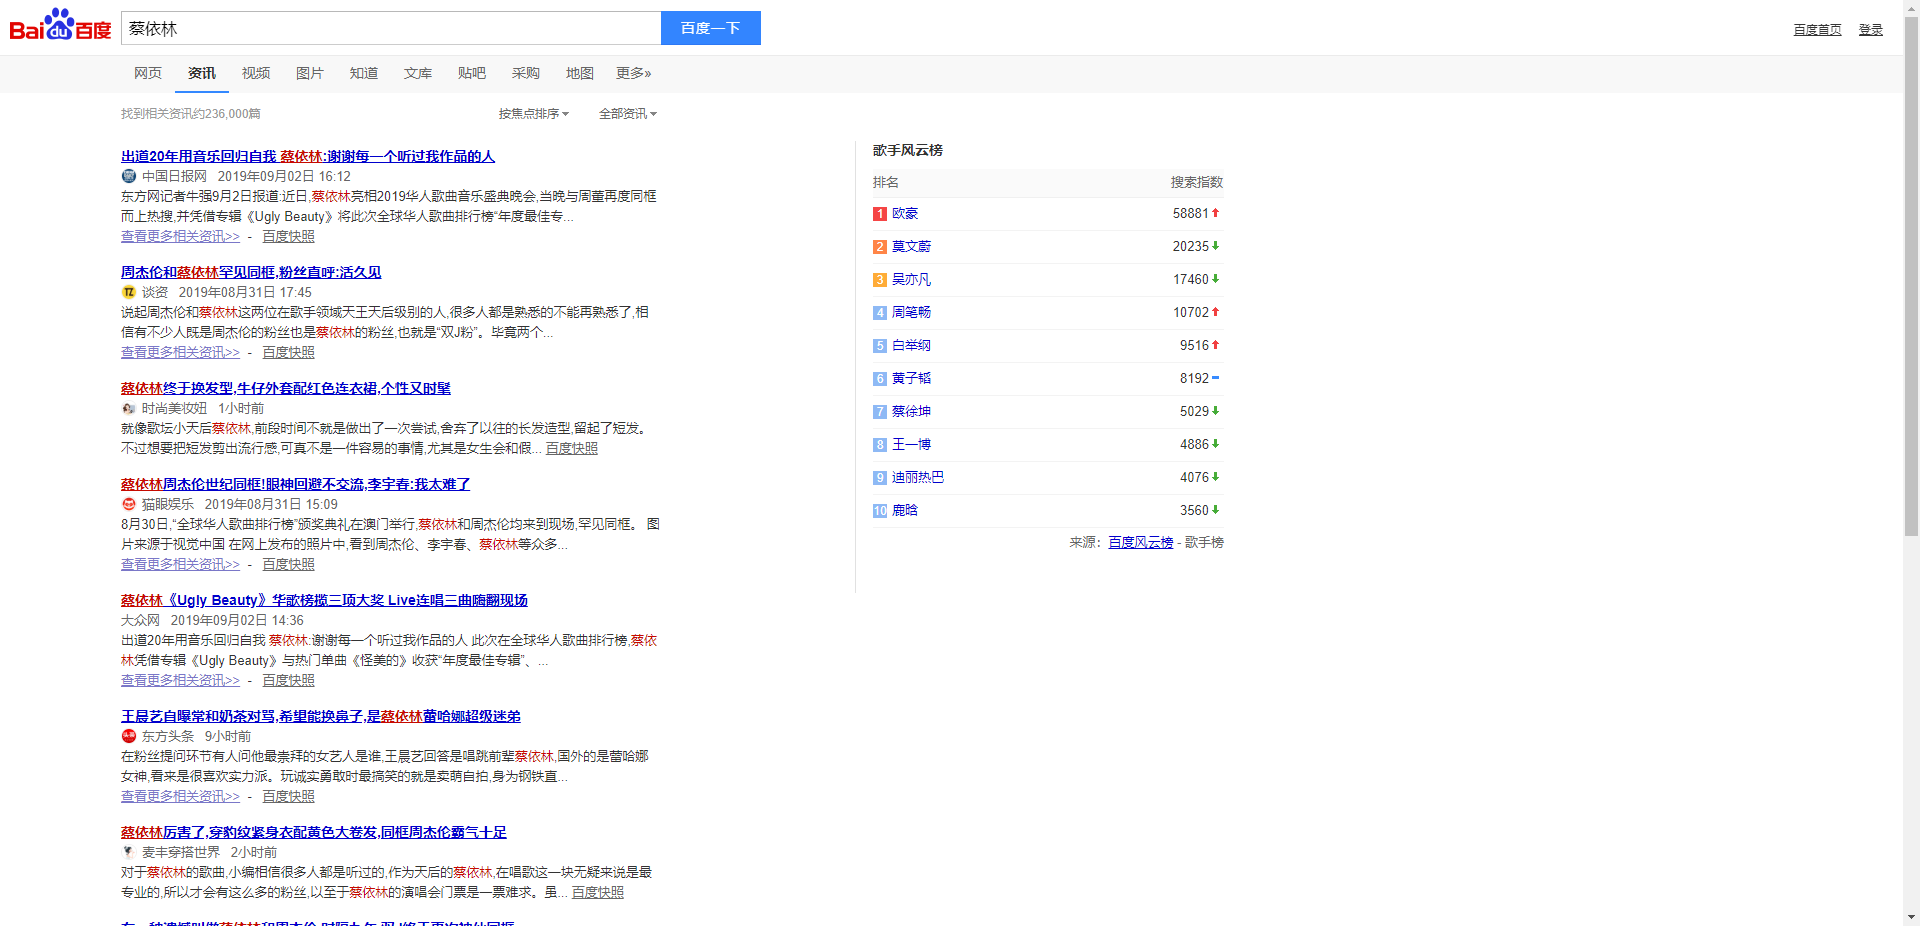 Bai du 百度 蔡依林 百度一下 百度首页 登录
网页 资讯 视频 图片 知道 文库 贴吧 采购 地图 更多»
找到相关资讯约236,000篇 按焦点排序 全部资讯
出道20年用音乐回归自我 蔡依林:谢谢每一个听过我作品的人
中国日报网 2019年09月02日 16:12
东方网记者牛强9月2日报道:近日,蔡依林亮相2019华人歌曲音乐盛典晚会,当晚与周董再度同框
而上热搜,并凭借专辑《Ugly Beauty》将此次全球华人歌曲排行榜“年度最佳专...
查看更多相关资讯>> - 百度快照
周杰伦和蔡依林罕见同框,粉丝直呼:活久见
TZ 谈资 2019年08月31日 17:45
说起周杰伦和蔡依林这两位在歌手领域天王天后级别的人,很多人都是熟悉的不能再熟悉了,相
信有不少人既是周杰伦的粉丝也是蔡依林的粉丝,也就是“双J粉”。毕竟两个...
查看更多相关资讯>> - 百度快照
蔡依林终于换发型,牛仔外套配红色连衣裙,个性又时髦
时尚美妆妞 1小时前
就像歌坛小天后蔡依林,前段时间不就是做出了一次尝试,舍弃了以往的长发造型,留起了短发。
不过想要把短发剪出流行感,可真不是一件容易的事情,尤其是女生会和假... 百度快照
蔡依林周杰伦世纪同框!眼神回避不交流,李宇春:我太难了
猫眼娱乐 2019年08月31日 15:09
8月30日,“全球华人歌曲排行榜”颁奖典礼在澳门举行,蔡依林和周杰伦均来到现场,罕见同框。 图
片来源于视觉中国 在网上发布的照片中,看到周杰伦、李宇春、蔡依林等众多...
查看更多相关资讯>> - 百度快照
蔡依林《Ugly Beauty》华歌榜揽三项大奖 Live连唱三曲嗨翻现场
大众网 2019年09月02日 14:36
出道20年用音乐回归自我 蔡依林:谢谢每一个听过我作品的人 此次在全球华人歌曲排行榜,蔡依
林凭借专辑《Ugly Beauty》与热门单曲《怪美的》收获“年度最佳专辑”、...
查看更多相关资讯>> - 百度快照
王晨艺自曝常和奶茶对骂,希望能换鼻子,是蔡依林蕾哈娜超级迷弟
东方头条 9小时前
在粉丝提问环节有人问他最崇拜的女艺人是谁,王晨艺回答是唱跳前辈蔡依林,国外的是蕾哈娜
女神,看来是很喜欢实力派。玩诚实勇敢时最搞笑的就是卖萌自拍,身为钢铁直...
查看更多相关资讯>> - 百度快照
蔡依林厉害了,穿豹纹紧身衣配黄色大卷发,同框周杰伦霸气十足
麦丰穿搭世界 2小时前
对于蔡依林的歌曲,小编相信很多人都是听过的,作为天后的蔡依林,在唱歌这一块无疑来说是最
专业的,所以才会有这么多的粉丝,以至于蔡依林的演唱会门票是一票难求。虽... 百度快照
歌手风云榜
排名 搜索指数
1 欧豪 58881
2 莫文蔚 20235
3 吴亦凡 17460
4 周笔畅 10702
5 白举纲 9516
6 黄子韬 8192
7 蔡徐坤 5029
8 王一博 4886
9 迪丽热巴 4076
10 鹿晗 3560
来源：百度风云榜 - 歌手榜